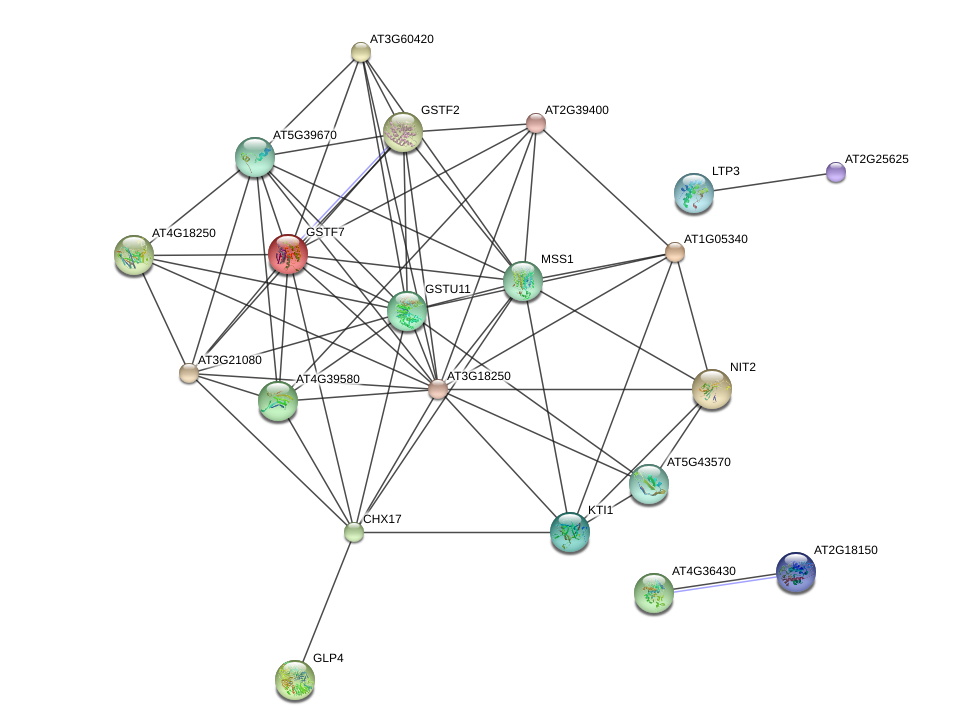 AT3G60420
GSTF2
AT2G39400
AT5G39670
AT2G25625
LTP3
GSTF7
AT4G18250
AT1G05340
MSS1
GSTU11
AT3G21080
NIT2
AT3G18250
AT4G39580
AT5G43570
KTI1
CHX17
AT2G18150
AT4G36430
GLP4